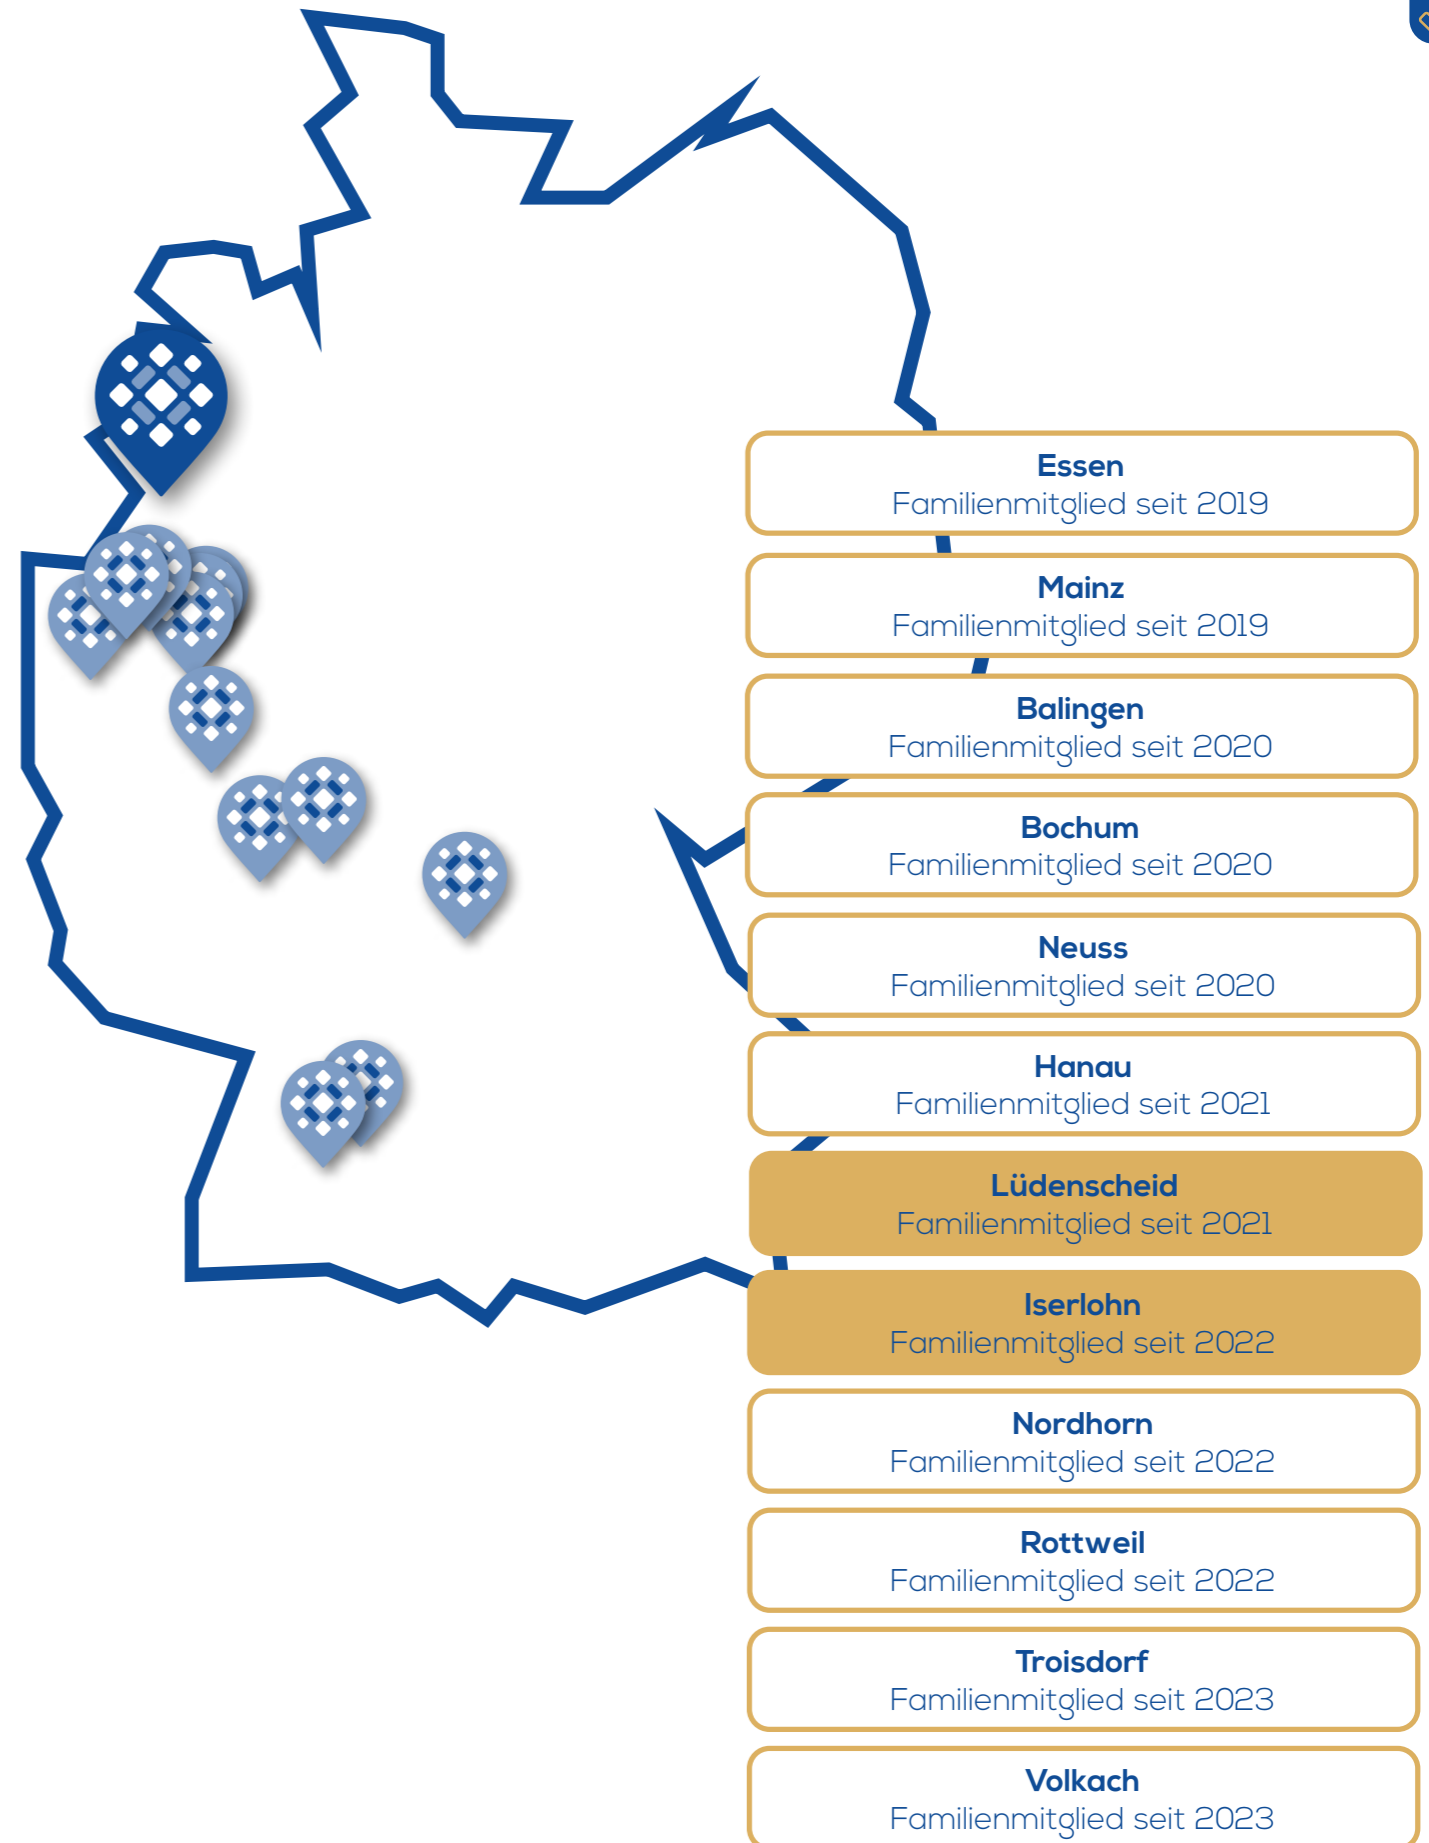 Essen
Familienmitglied seit 2019
Mainz
Familienmitglied seit 2019
Balingen
Familienmitglied seit 2020
Bochum
Familienmitglied seit 2020
Neuss
Familienmitglied seit 2020
Hanau
Familienmitglied seit 2021
Lüdenscheid
Familienmitglied seit 2021
Iserlohn
Familienmitglied seit 2022
Nordhorn
Familienmitglied seit 2022
Rottweil
Familienmitglied seit 2022
Troisdorf
Familienmitglied seit 2023
Volkach
Familienmitglied seit 2023